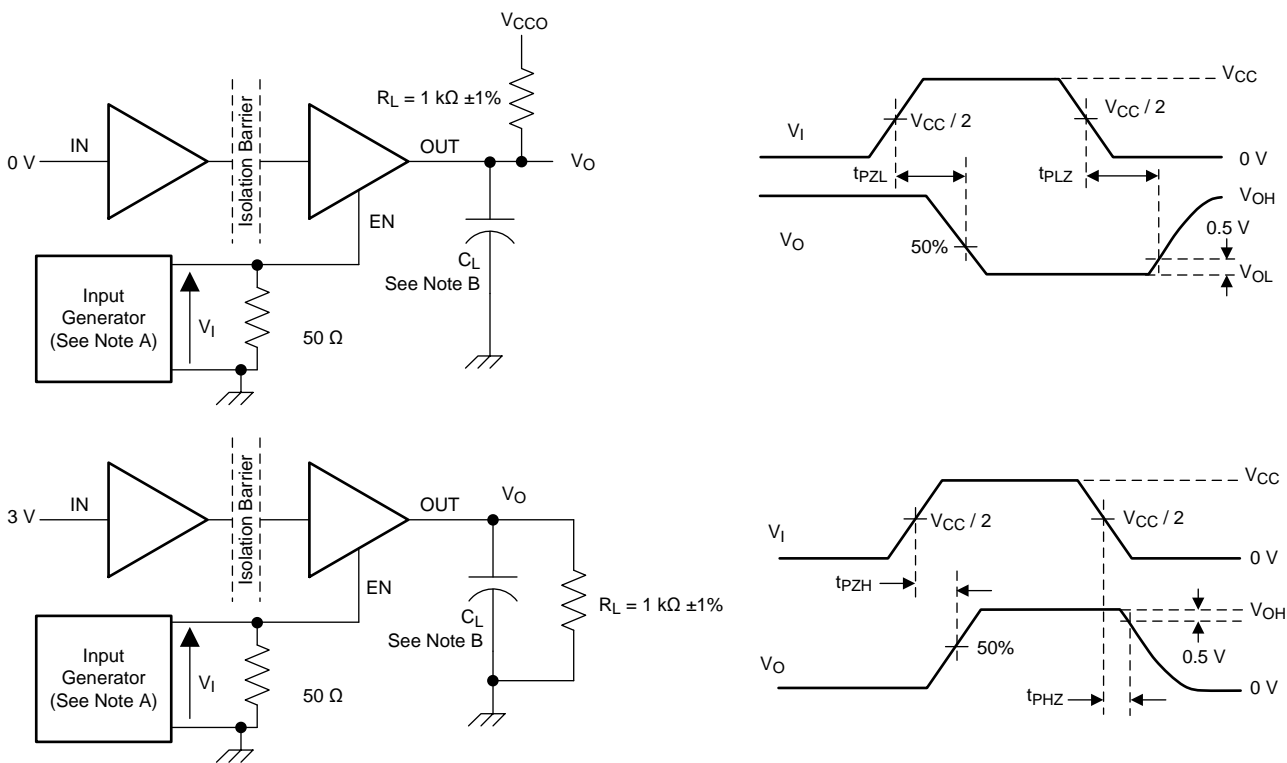 VCCO
RL = 1 kΩ ±1%
Isolation Barrier
IN
OUT
0 V
VO
EN
CL
See Note B
Input
Generator
(See Note A)
VI
50 Ω
VCC
VI
VCC / 2
VCC / 2
0 V
tPZL
tPLZ
VOH
0.5 V
VO
50%
VOL
Isolation Barrier
IN
OUT
VO
3 V
EN
CL
See Note B
RL = 1 kΩ ±1%
Input
Generator
(See Note A)
VI
50 Ω
VCC
VI
VCC / 2
VCC / 2
0 V
tPZH
VOH
0.5 V
VO
50%
tPHZ
0 V